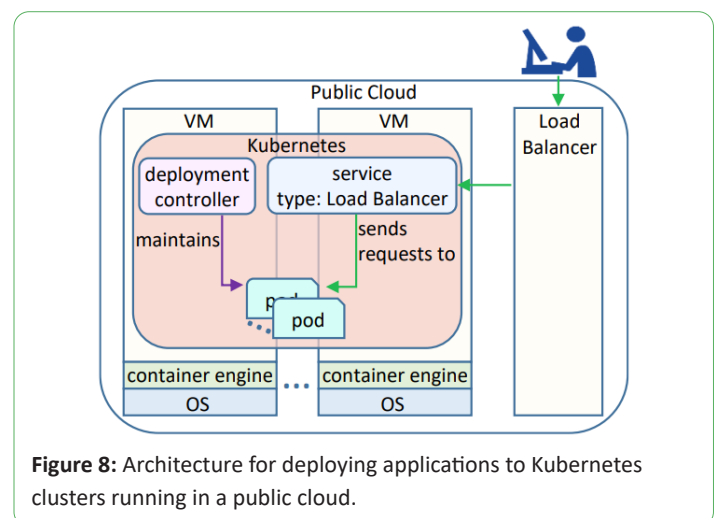 Public Cloud
VM
VM
Load
Balancer
Kubernetes
deployment
controller
service
type: Load Balancer
maintains
sends
requests to
pod
pod
container engine
container engine
OS
OS
Figure 8: Architecture for deploying applications to Kubernetes
clusters running in a public cloud.